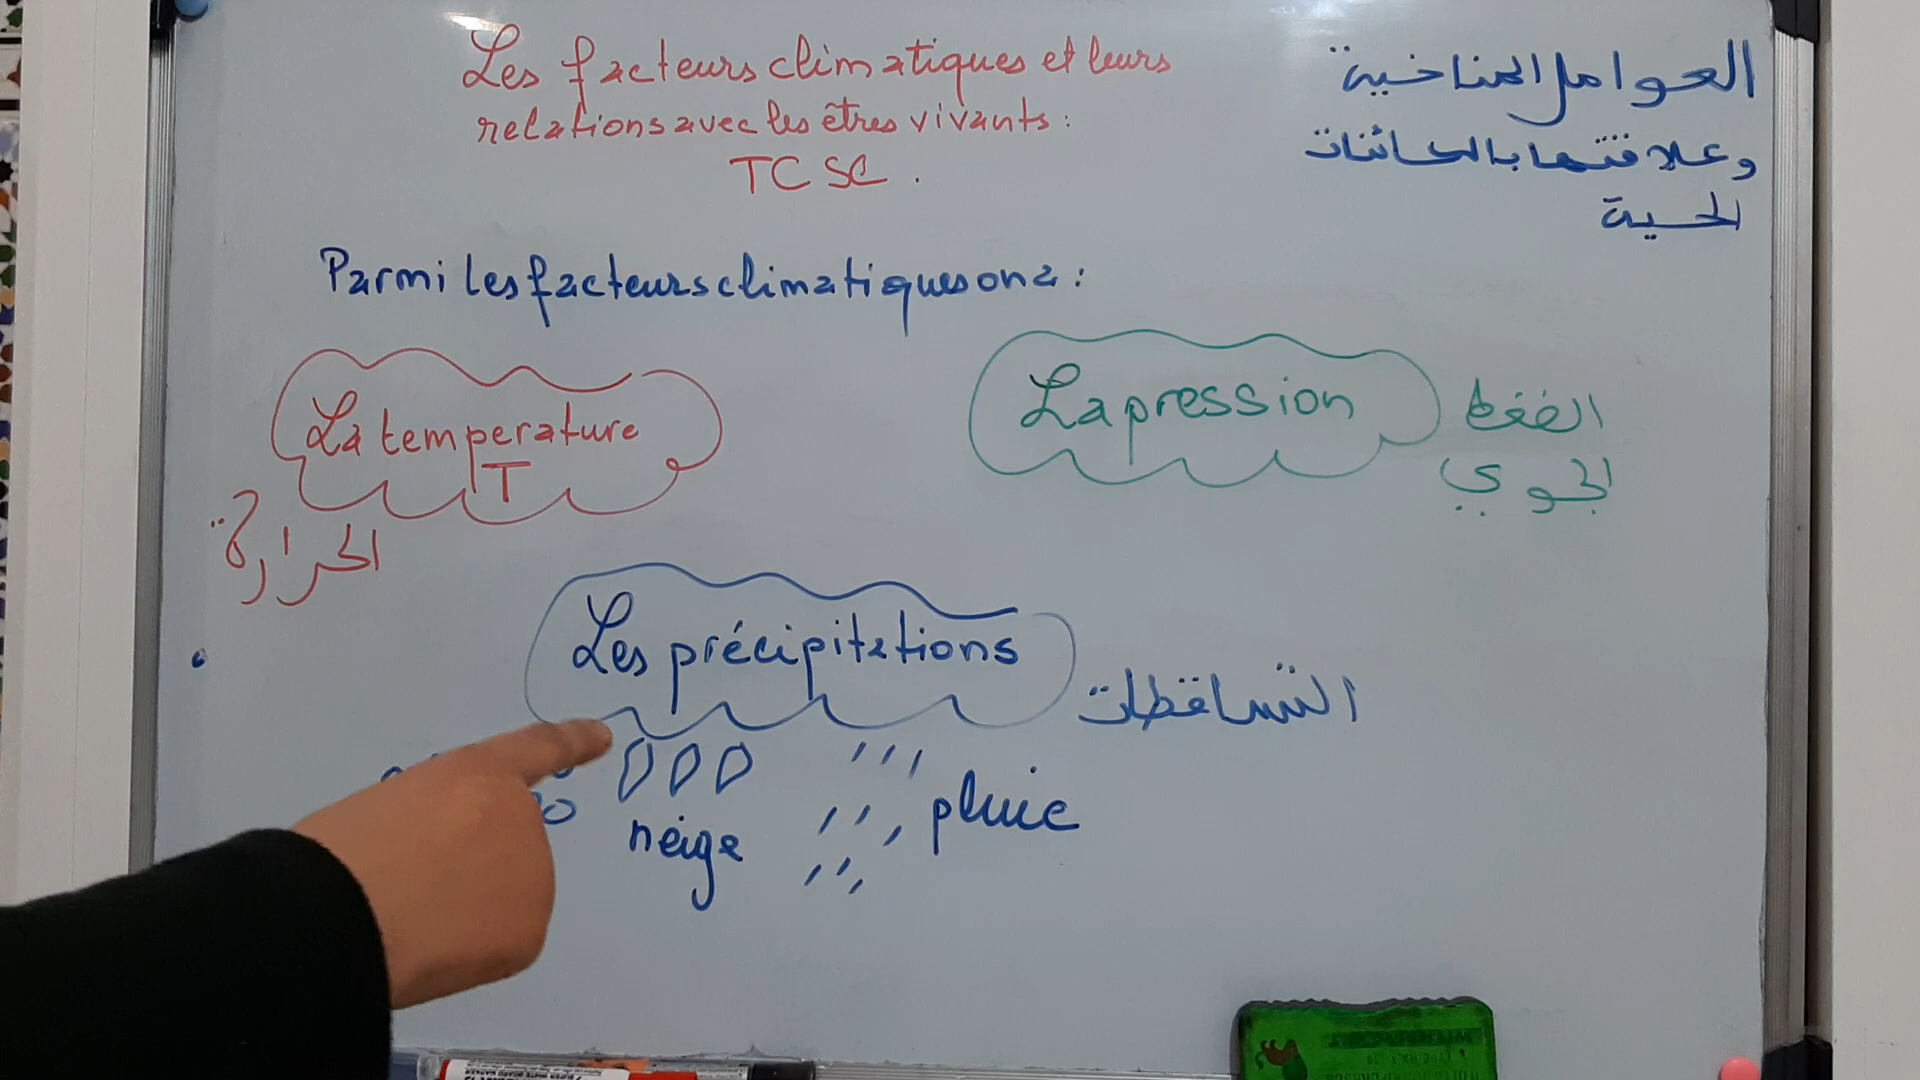 Les facteurs climatiques et leurs
relations avec les êtres vivants :
TC SC .
العوامل المناخية
وعلاقتها بالكائنات
الحية
Parmi les facteurs climatiques on a :
La temperature
T
الحرارة
La pression
الضغط
الجوي
Les précipitations
التساقطات
neige
pluie